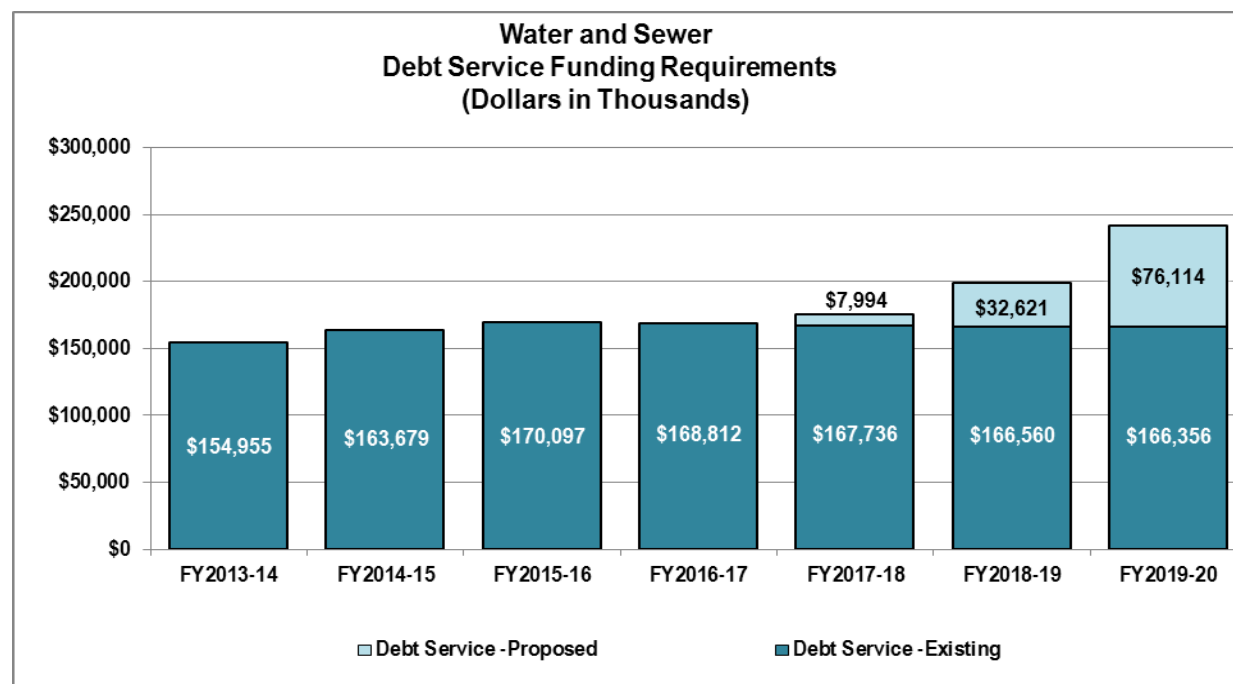 Water and Sewer
Debt Service Funding Requirements
(Dollars in Thousands)
$300,000
$250,000
$200,000
$150,000
$100,000
$50,000
$0
$7,994
$32,621
$76,114
$154,955
$163,679
$170,097
$168,812
$167,736
$166,560
$166,356
FY2013-14
FY2014-15
FY2015-16
FY2016-17
FY2017-18
FY2018-19
FY2019-20
Debt Service -Proposed
Debt Service -Existing